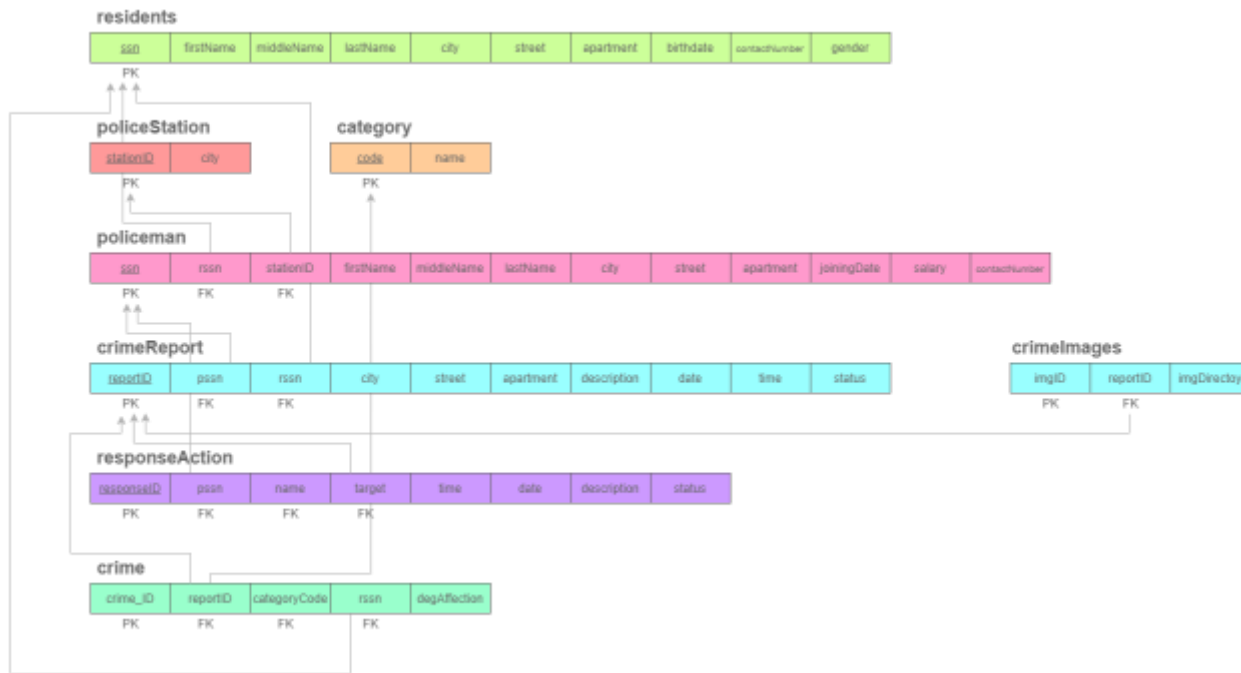 residents
ssn firstName middleName lastName city street apartment birthdate contactNumber gender
PK
policeStation category
stationID city code name
PK PK
policeman
ssn rssn stationID firstName middleName lastName city street apartment joiningDate salary contactNumber
PK FK FK
crimeReport crimeImages
reportID pssn rssn city street apartment description date time status imgID reportID imgDirectoy
PK FK FK PK FK
responseAction
responseID pssn name target time date description status
PK FK FK FK
crime
crime_ID reportID categoryCode rssn degAffection
PK FK FK FK